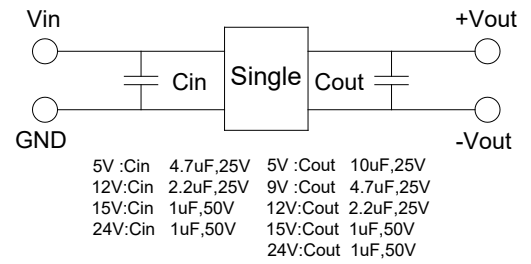 Vin +Vout
Cin Single Cout
GND -Vout
5V :Cin 4.7uF,25V 5V :Cout 10uF,25V
12V:Cin 2.2uF,25V 9V :Cout 4.7uF,25V
15V:Cin 1uF,50V 12V:Cout 2.2uF,25V
24V:Cin 1uF,50V 15V:Cout 1uF,50V
24V:Cout 1uF,50V